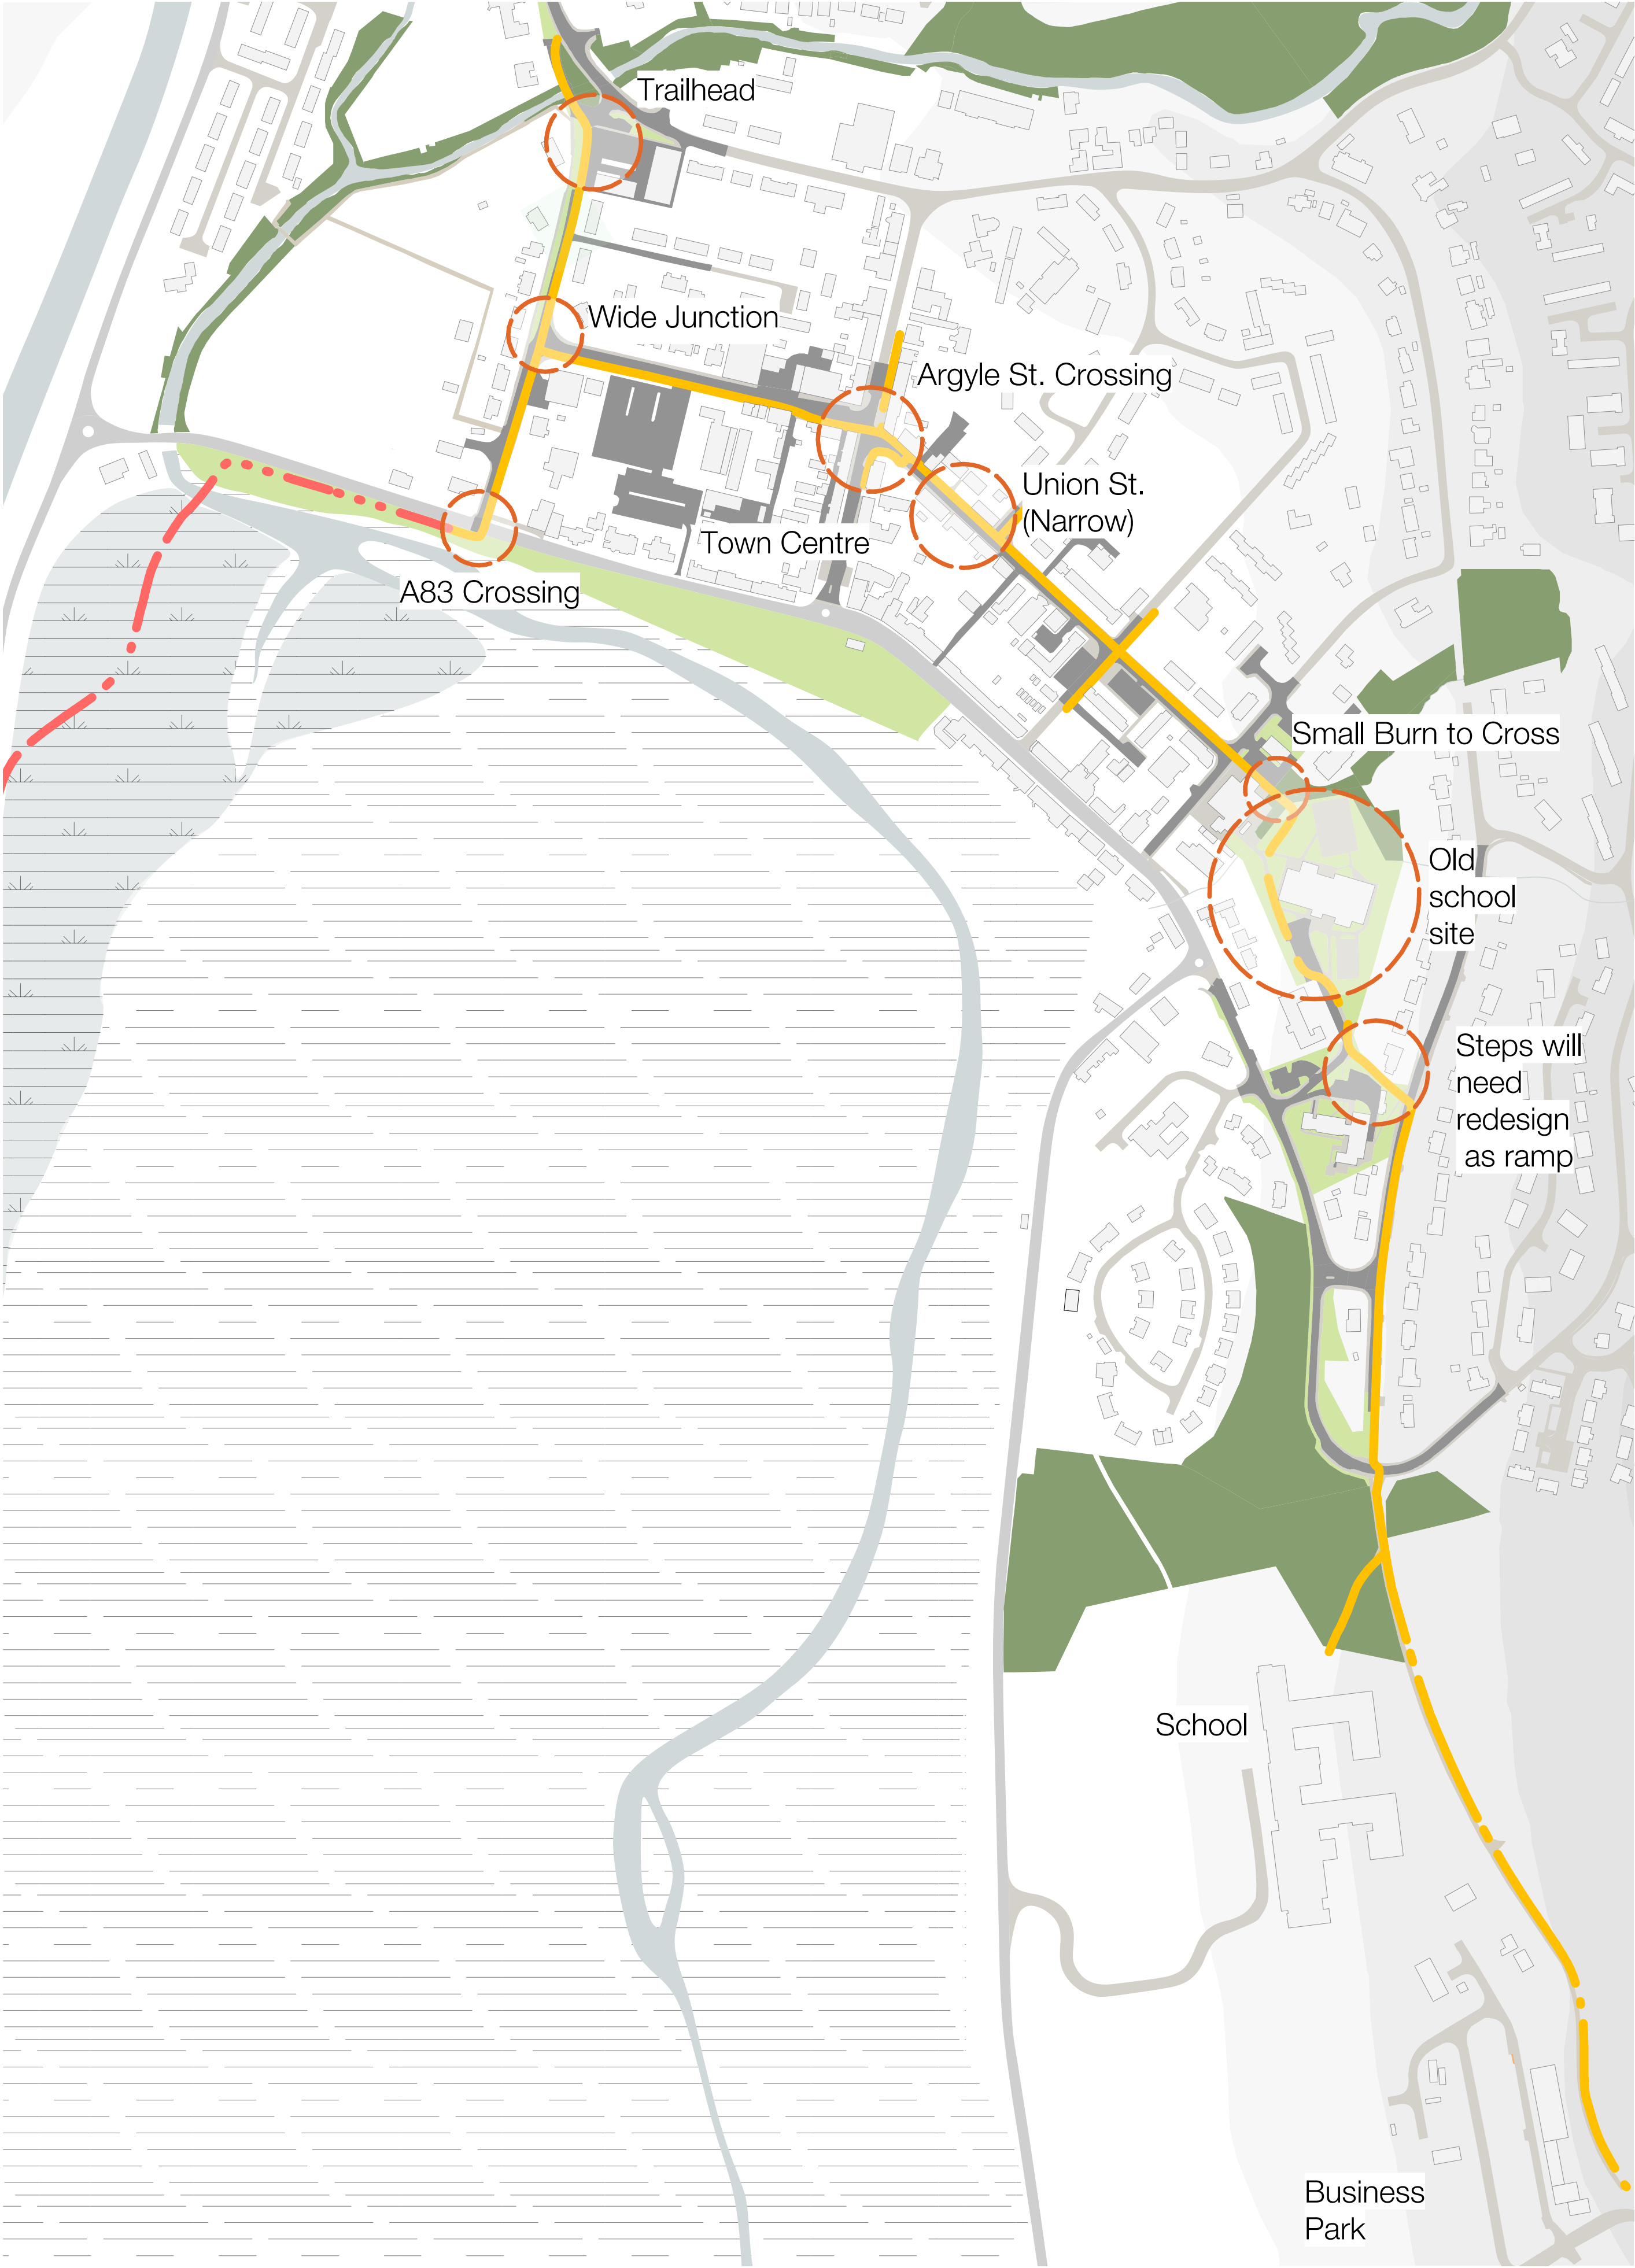 Trailhead
Wide Junction
Argyle St. Crossing
Union St.
(Narrow)
Town Centre
A83 Crossing
Small Burn to Cross
Old
school
site
Steps will
need
redesign
as ramp
School
Business
Park